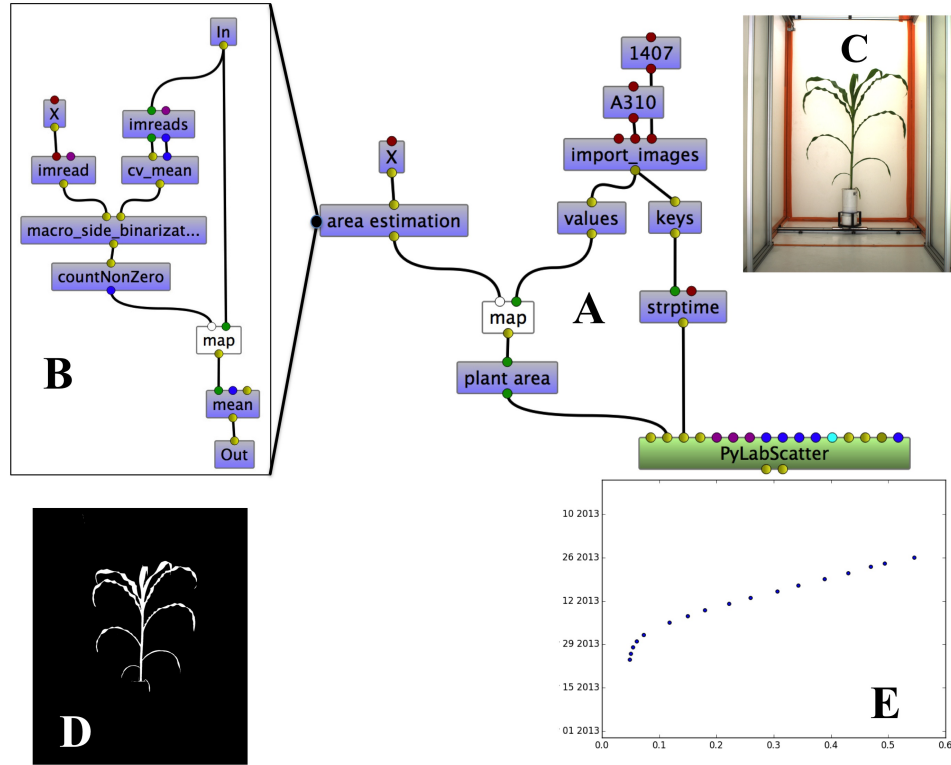 In
X
imreads
imread
cv_mean
macro_side_binarizat...
countNonZero
map
B
mean
Out
1407
A310
X
import_images
area estimation
values
keys
A
strptime
map
plant area
PyLabScatter
C
D
10 2013
26 2013
12 2013
29 2013
15 2013
01 2013
0.0 0.1 0.2 0.3 0.4 0.5 0.6
E